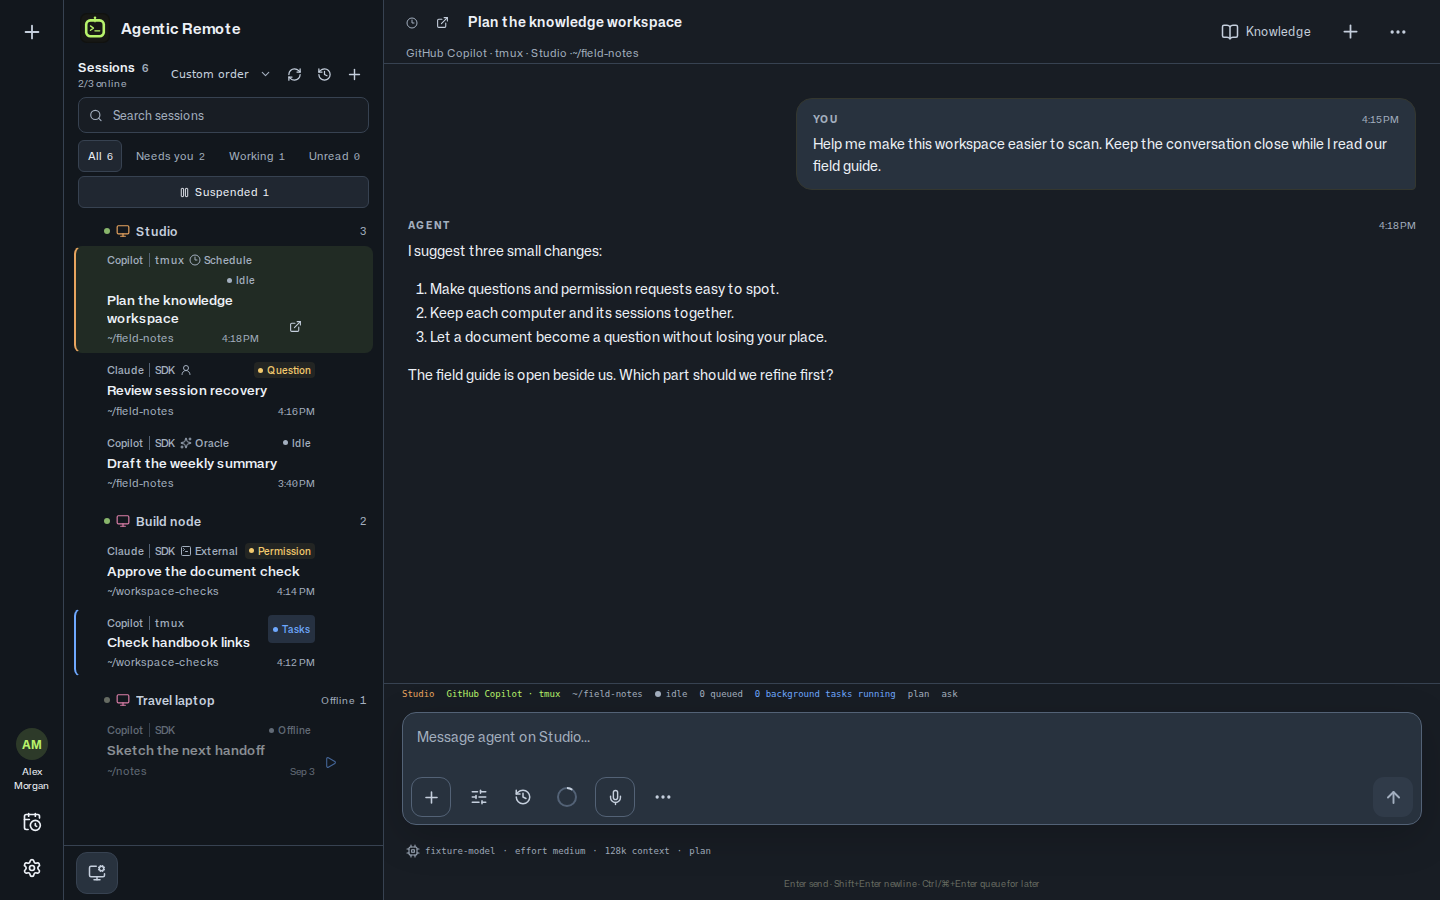 Agentic Remote
Sessions 6
2/3 online
Custom order
Search sessions
All 6
Needs you 2
Working 1
Unread 0
Suspended 1
Studio 3
Copilot | tmux Schedule
Idle
Plan the knowledge
workspace
~/field-notes 4:18PM
Claude | SDK Question
Review session recovery
~/field-notes 4:16PM
Copilot | SDK Oracle Idle
Draft the weekly summary
~/field-notes 3:40PM
Build node 2
Claude | SDK External Permission
Approve the document check
~/workspace-checks 4:14PM
Copilot | tmux Tasks
Check handbook links
~/workspace-checks 4:12PM
Travel laptop Offline 1
Copilot | SDK Offline
Sketch the next handoff
~/notes Sep 3
AM
Alex
Morgan
Plan the knowledge workspace
GitHub Copilot · tmux · Studio · ~/field-notes
Knowledge
YOU 4:15PM
Help me make this workspace easier to scan. Keep the conversation close while I read our
field guide.
AGENT 4:18PM
I suggest three small changes:
1. Make questions and permission requests easy to spot.
2. Keep each computer and its sessions together.
3. Let a document become a question without losing your place.
The field guide is open beside us. Which part should we refine first?
Studio GitHub Copilot · tmux ~/field-notes idle 0 queued 0 background tasks running plan ask
Message agent on Studio...
fixture-model · effort medium · 128k context · plan
Enter send · Shift+Enter newline · Ctrl/⌘+Enter queue for later